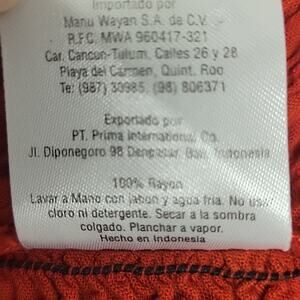 Importado por
Manu Wayan S.A. de C.V.
R.F.C. MWA 960417-321
Car. Cancun-Tulum, Calles 26 y 28
Playa del Carmen, Quint. Roo
Te: (987) 30985, (98) 806371
Exportado por
PT. Prima International Co.
Jl. Diponegoro 98 Denpasar, Bali, Indonesia
100% Rayon
Lavar a Mano con jabon y agua fria. No use
cloro ni detergente. Secar a la sombra
colgado. Planchar a vapor.
Hecho en Indonesia